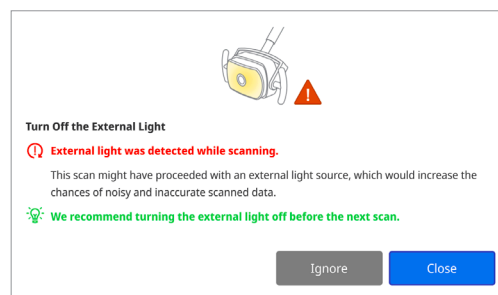 Turn Off the External Light
External light was detected while scanning.
This scan might have proceeded with an external light source, which would increase the
chances of noisy and inaccurate scanned data.
We recommend turning the external light off before the next scan.
Ignore
Close